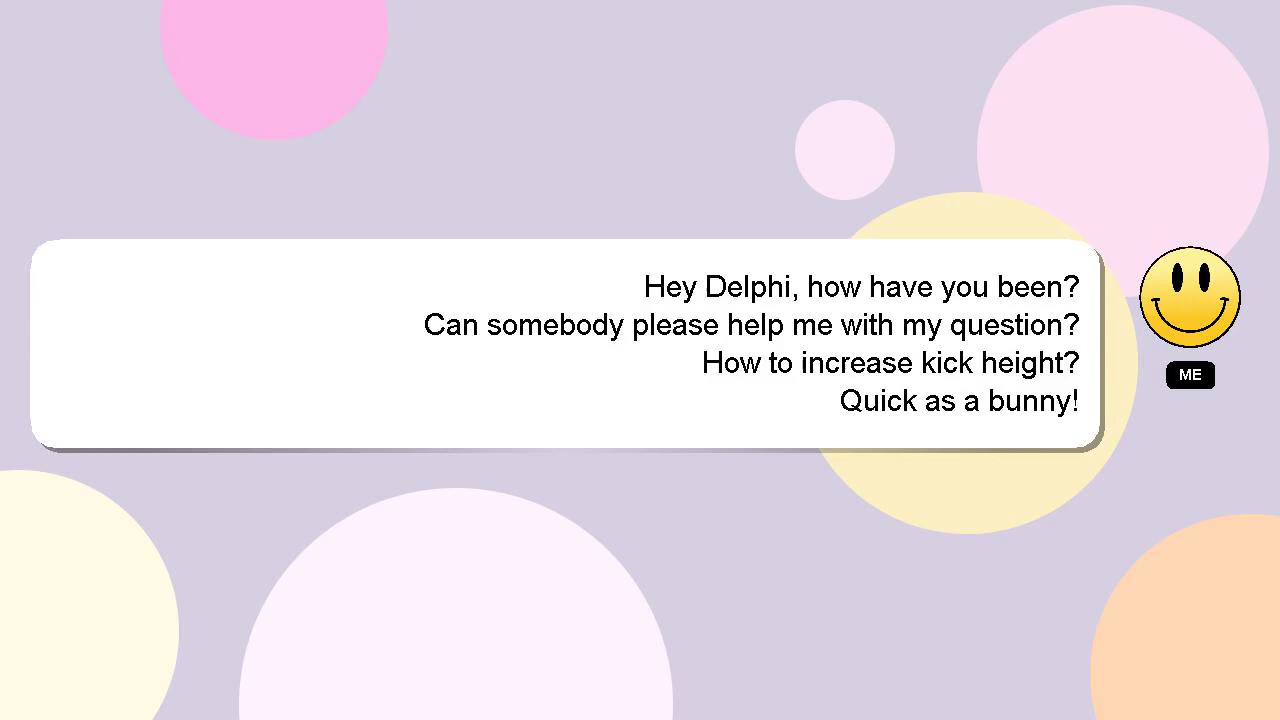 Hey Delphi, how have you been?
Can somebody please help me with my question?
How to increase kick height?
Quick as a bunny!
ME